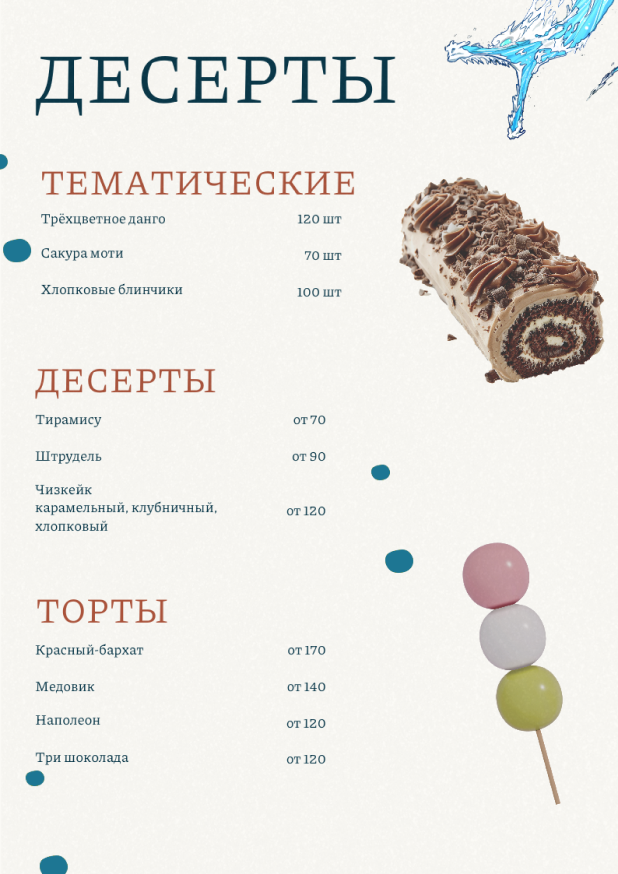 ДЕСЕРТЫ
ТЕМАТИЧЕСКИЕ
Трёхцветное данго 120 шт
Сакура моти 70 шт
Хлопковые блинчики 100 шт
ДЕСЕРТЫ
Тирамису от 70
Штрудель от 90
Чизкейк
карамельный, клубничный, от 120
хлопковый
ТОРТЫ
Красный-бархат от 170
Медовик от 140
Наполеон от 120
Три шоколада от 120